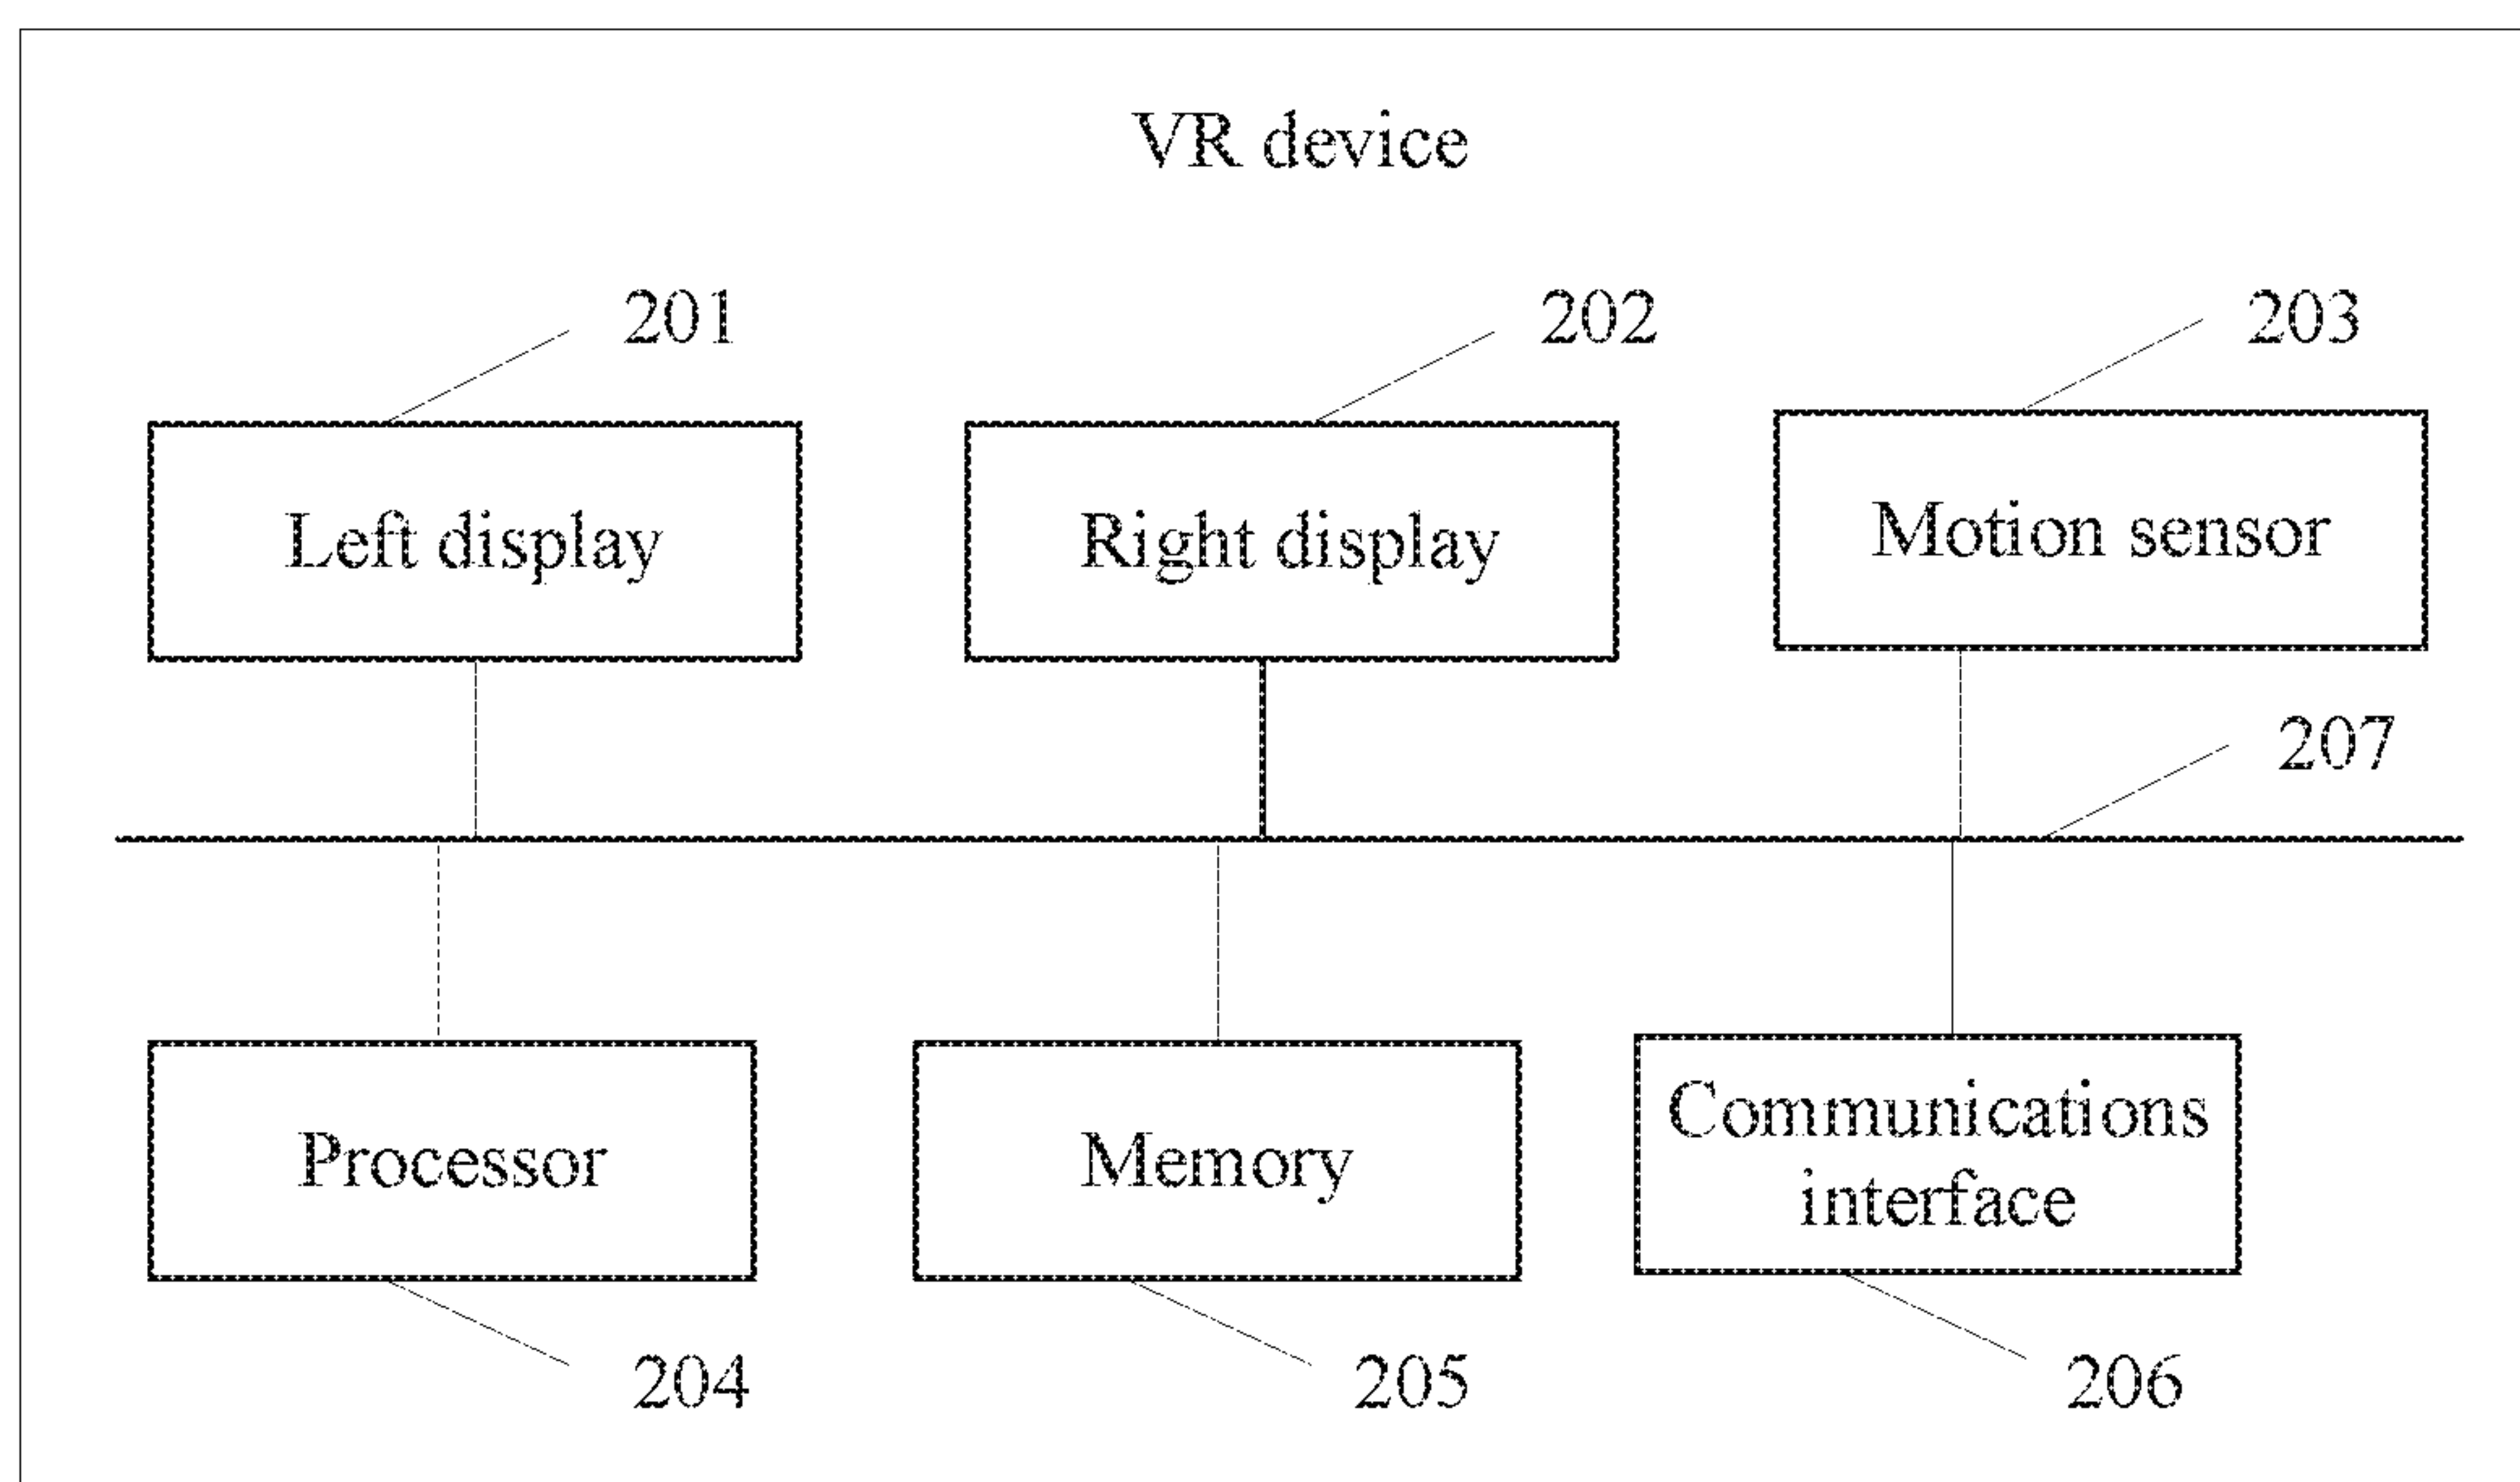 VR device
201
202
203
Left display
Right display
Motion sensor
207
Processor
Memory
Communications
interface
204
205
206